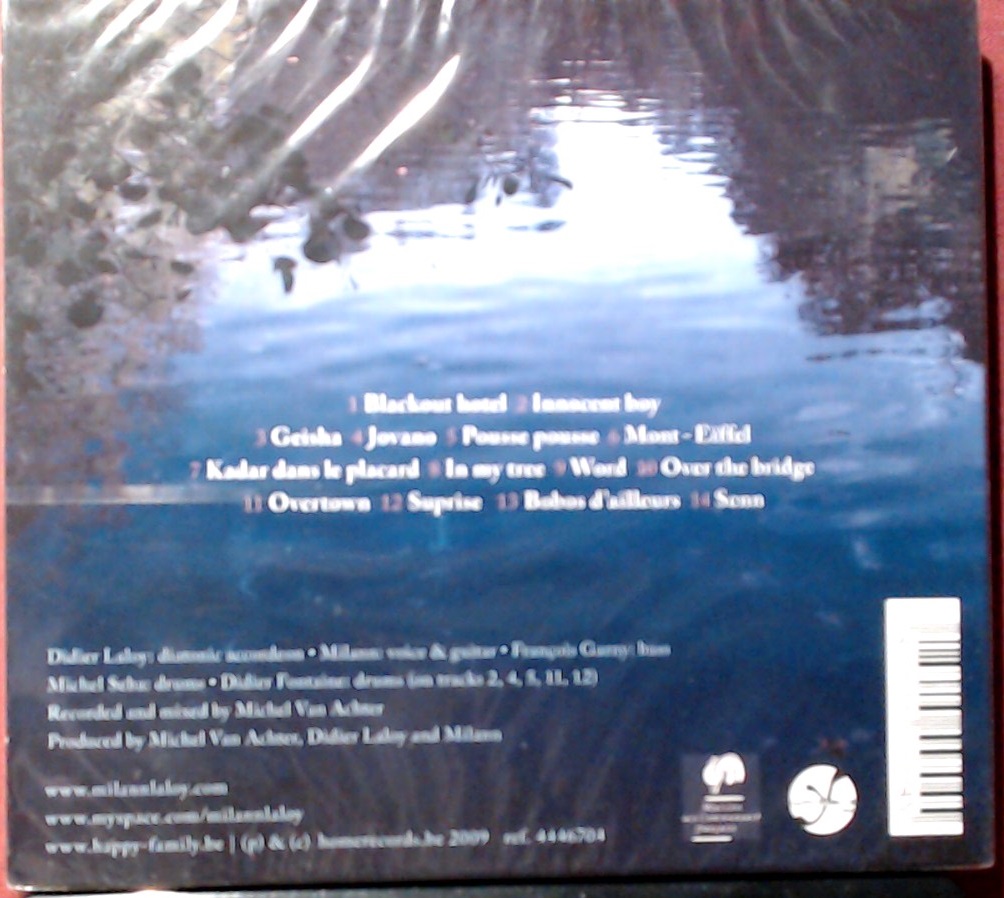 1 Blackout hotel 2 Innocent boy
3 Geisha 4 Jovano 5 Pousse pousse 6 Mont - Eiffel
7 Kadar dans le placard 8 In my tree 9 Word 10 Over the bridge
11 Overtown 12 Suprise 13 Bobos d'ailleurs 14 Senn
Didier Laloy: diatonic accordeon • Milann: voice & guitar • François Garny: bass
Michel Seba: drums • Didier Fontaine: drums (on tracks 2, 4, 8, 11, 12)
Recorded and mixed by Michel Van Achter
Produced by Michel Van Achter, Didier Laloy and Milann
www.milannlaloy.com
www.myspace.com/milannlaloy
www.happy-family.be | (p) & (c) homerecords.be 2009 ref. 4446704